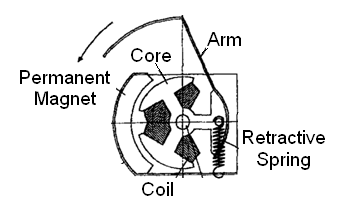 Arm
Core
Permanent
Magnet
Retractive
Spring
Coil